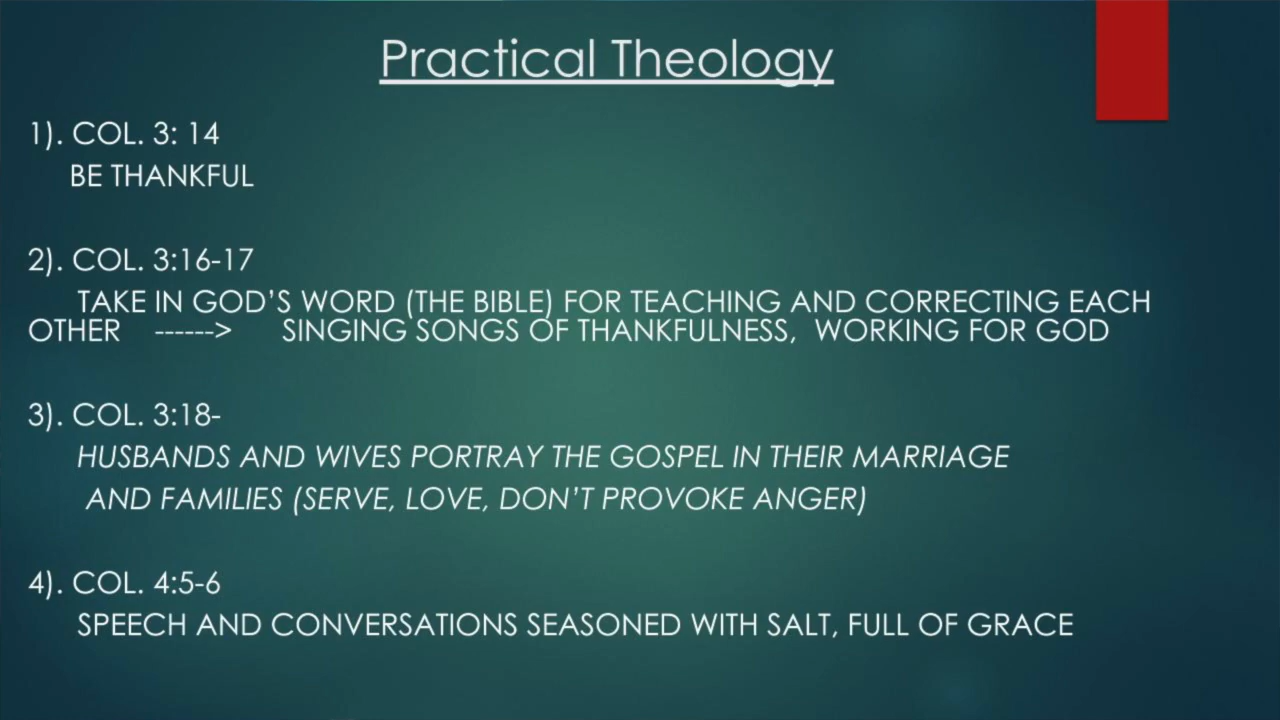 Practical Theology
1). COL. 3: 14
BE THANKFUL
2). COL. 3:16-17
TAKE IN GOD'S WORD (THE BIBLE) FOR TEACHING AND CORRECTING EACH
OTHER ------> SINGING SONGS OF THANKFULNESS, WORKING FOR GOD
3). COL. 3:18-
HUSBANDS AND WIVES PORTRAY THE GOSPEL IN THEIR MARRIAGE
AND FAMILIES (SERVE, LOVE, DON'T PROVOKE ANGER)
4). COL. 4:5-6
SPEECH AND CONVERSATIONS SEASONED WITH SALT, FULL OF GRACE